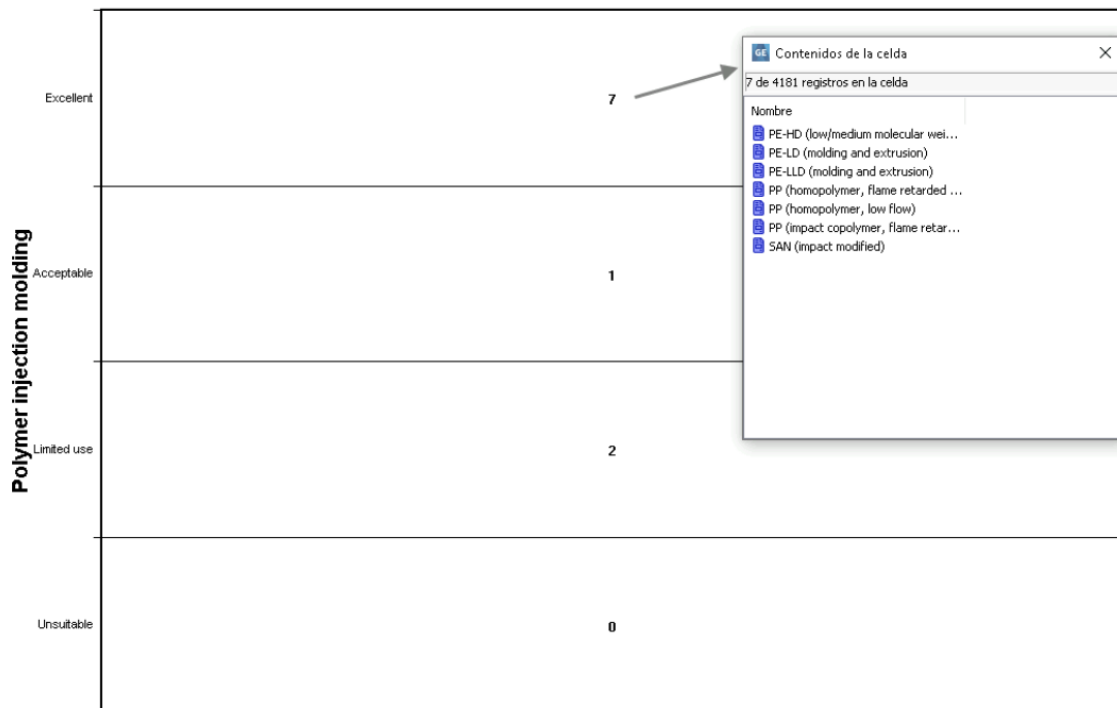 Polymer injection molding
Excellent
7
Acceptable
1
Limited use
2
Unsuitable
0
GE Contenidos de la celda
7 de 4181 registros en la celda
Nombre
PE-HD (low/medium molecular wei...
PE-LD (molding and extrusion)
PE-LLD (molding and extrusion)
PP (homopolymer, flame retarded ...
PP (homopolymer, low flow)
PP (impact copolymer, flame retar...
SAN (impact modified)